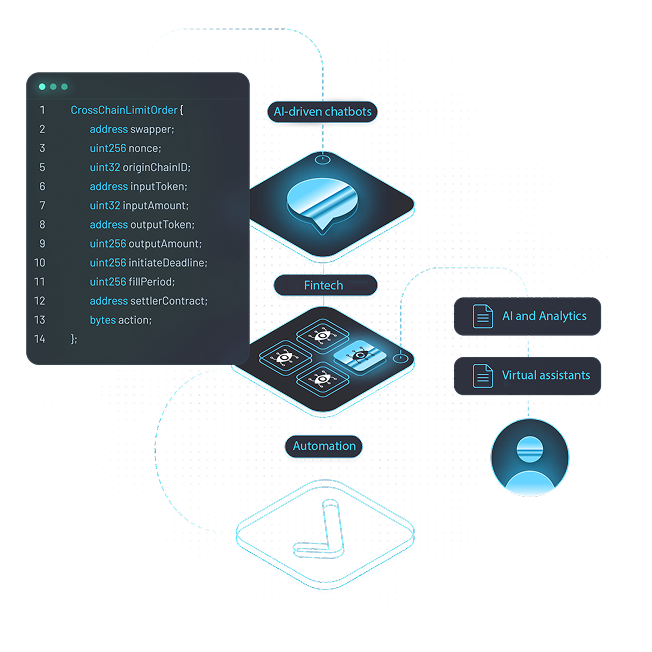 1 CrossChainLimitOrder {
2 address swapper;
3 uint256 nonce;
5 uint32 originChainID;
6 address inputToken;
7 uint32 inputAmount;
8 address outputToken;
9 uint256 outputAmount;
10 uint256 initiateDeadline;
11 uint256 fillPeriod;
12 address settlerContract;
13 bytes action;
14 };
AI-driven chatbots
Fintech
Automation
AI and Analytics
Virtual assistants